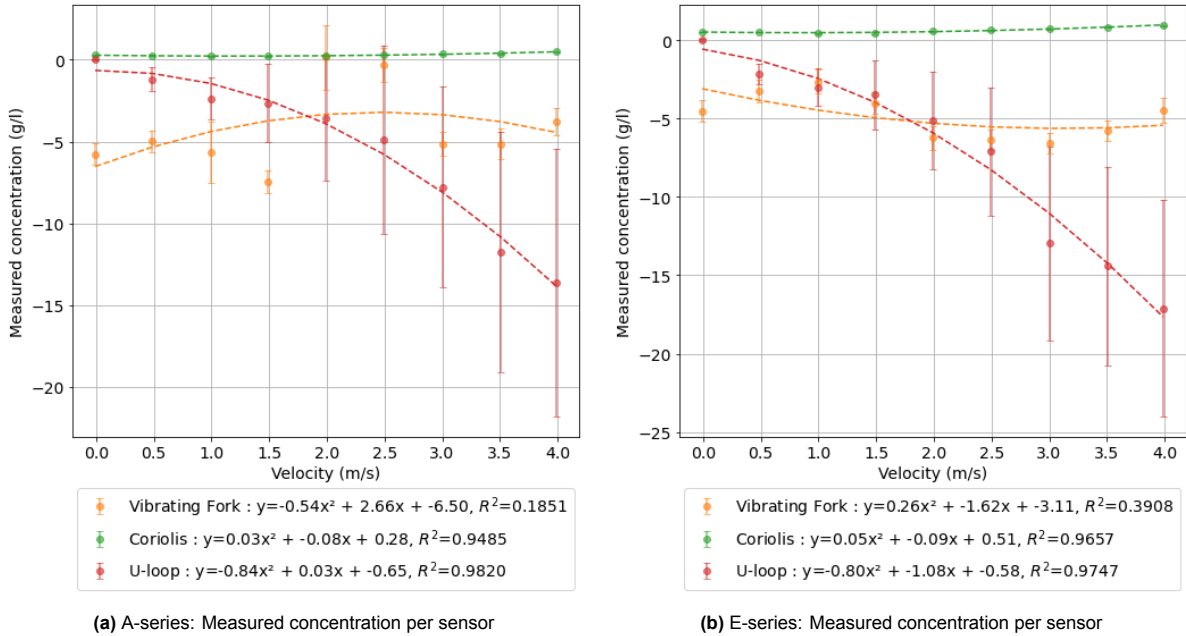 Measured concentration (g/l)
0
−5
−10
−15
−20
0.0 0.5 1.0 1.5 2.0 2.5 3.0 3.5 4.0
Velocity (m/s)
Vibrating Fork : y=-0.54x² + 2.66x + -6.50, R²=0.1851
Coriolis : y=0.03x² + -0.08x + 0.28, R²=0.9485
U-loop : y=-0.84x² + 0.03x + -0.65, R²=0.9820
(a) A-series: Measured concentration per sensor
Measured concentration (g/l)
0
−5
−10
−15
−20
−25
0.0 0.5 1.0 1.5 2.0 2.5 3.0 3.5 4.0
Velocity (m/s)
Vibrating Fork : y=0.26x² + -1.62x + -3.11, R²=0.3908
Coriolis : y=0.05x² + -0.09x + 0.51, R²=0.9657
U-loop : y=-0.80x² + -1.08x + -0.58, R²=0.9747
(b) E-series: Measured concentration per sensor